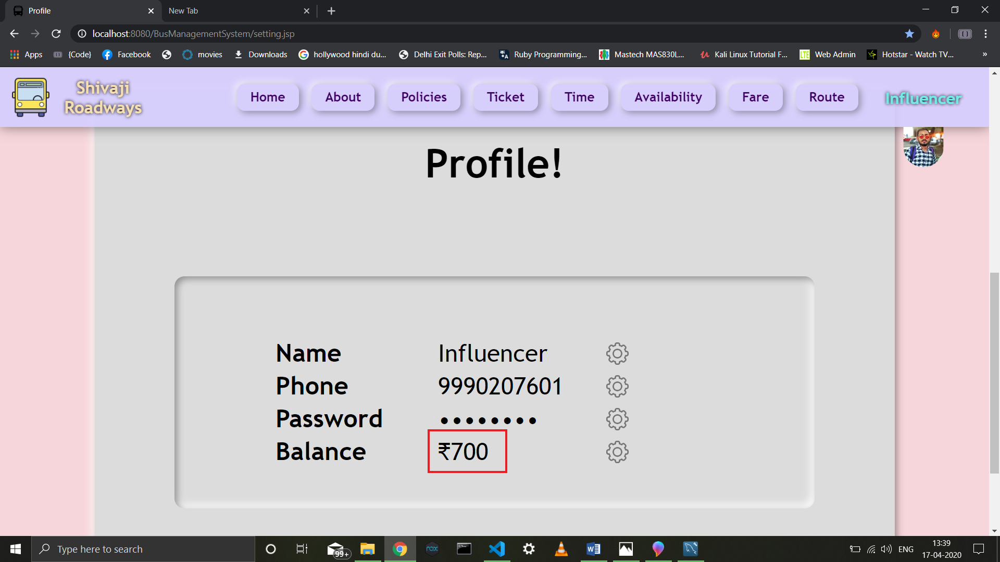 Profile
New Tab
localhost:8080/BusManagementSystem/setting.jsp
Apps {Code} Facebook movies Downloads hollywood hindi du... Delhi Exit Polls: Rep... Ruby Programming... Mastech MAS830L... Kali Linux Tutorial F... LTE Web Admin Hotstar - Watch TV... »
Shivaji
Roadways
Home About Policies Ticket Time Availability Fare Route Influencer
Profile!
Name Influencer
Phone 9990207601
Password ••••••••
Balance ₹700
Type here to search
99+
nox
ENG
13:39
17-04-2020